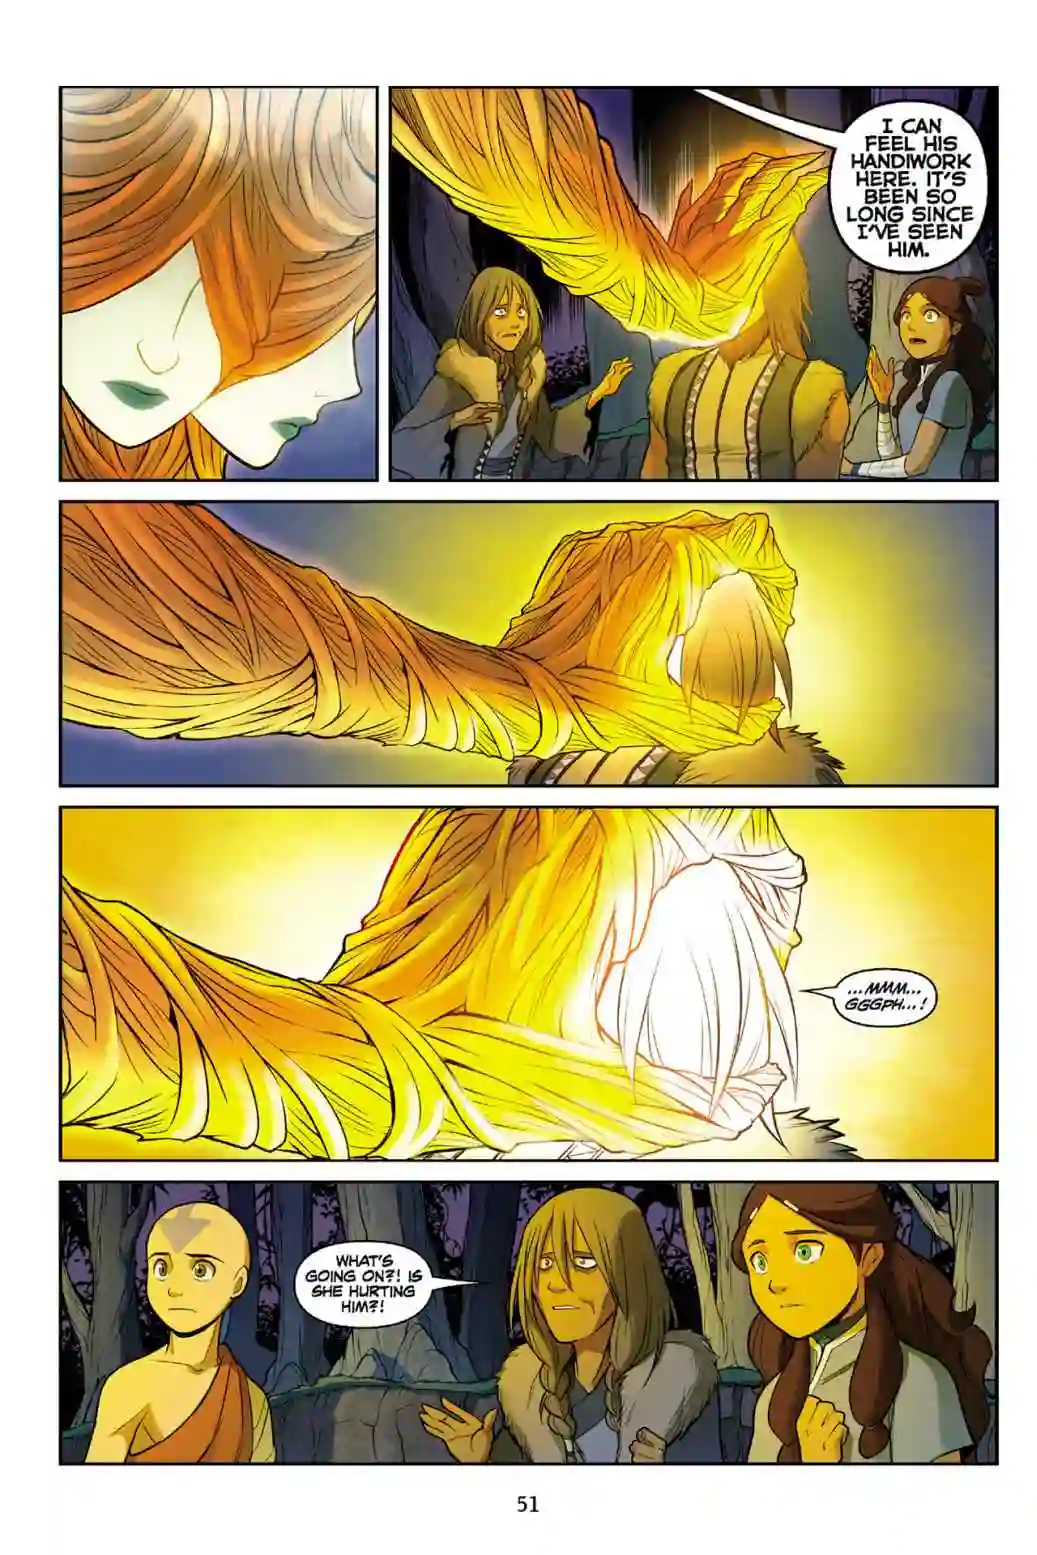 I CAN
FEEL HIS
HANDIWORK
HERE. IT'S
BEEN SO
LONG SINCE
I'VE SEEN
HIM.
...MMM...
GGGPH...!
WHAT'S
GOING ON?! IS
SHE HURTING
HIM?!
51